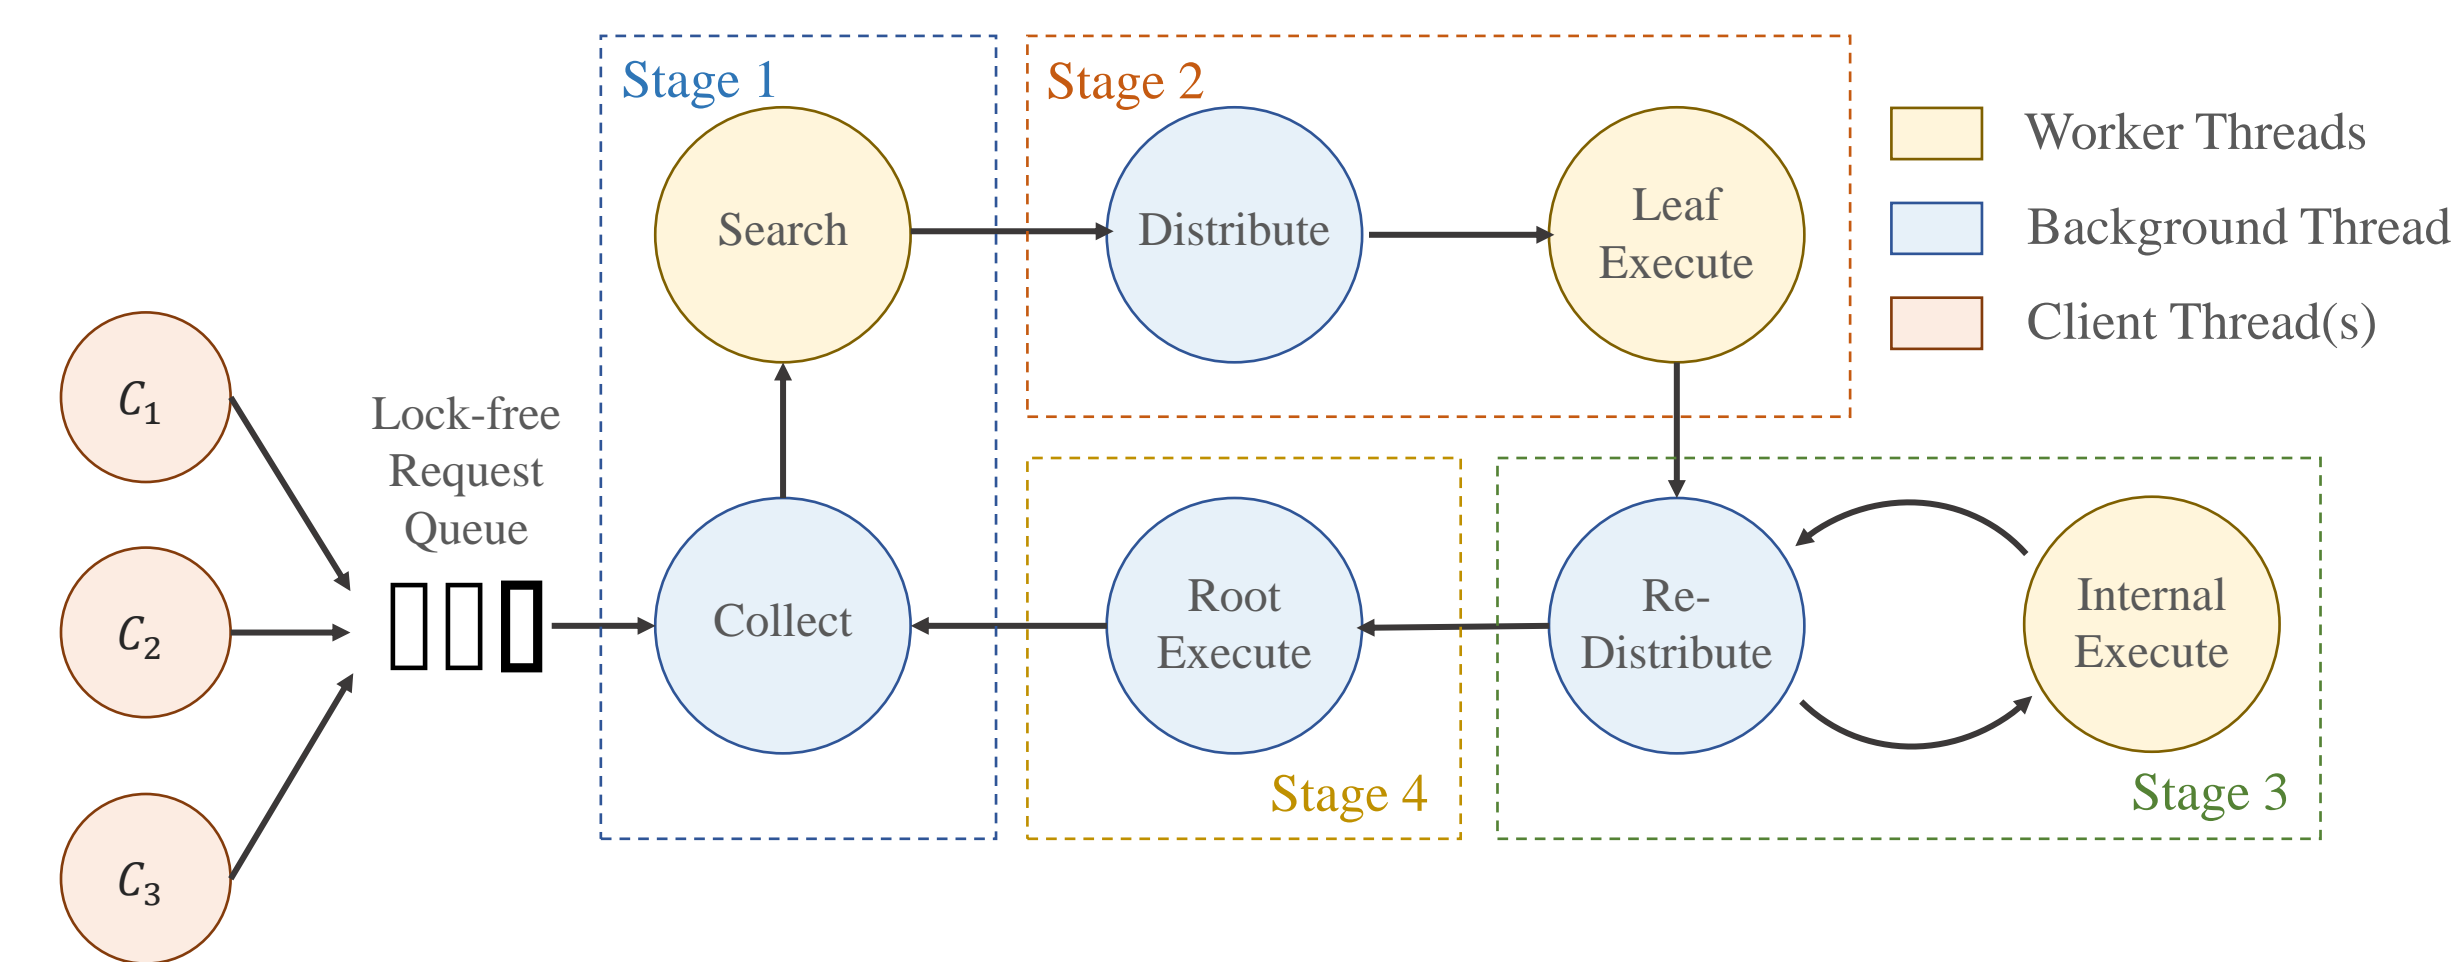 Stage 1
Search
Collect
Stage 2
Distribute
Leaf
Execute
Worker Threads
Background Thread
Client Thread(s)
C₁
C₂
C₃
Lock-free
Request
Queue
Root
Execute
Stage 4
Re-
Distribute
Internal
Execute
Stage 3